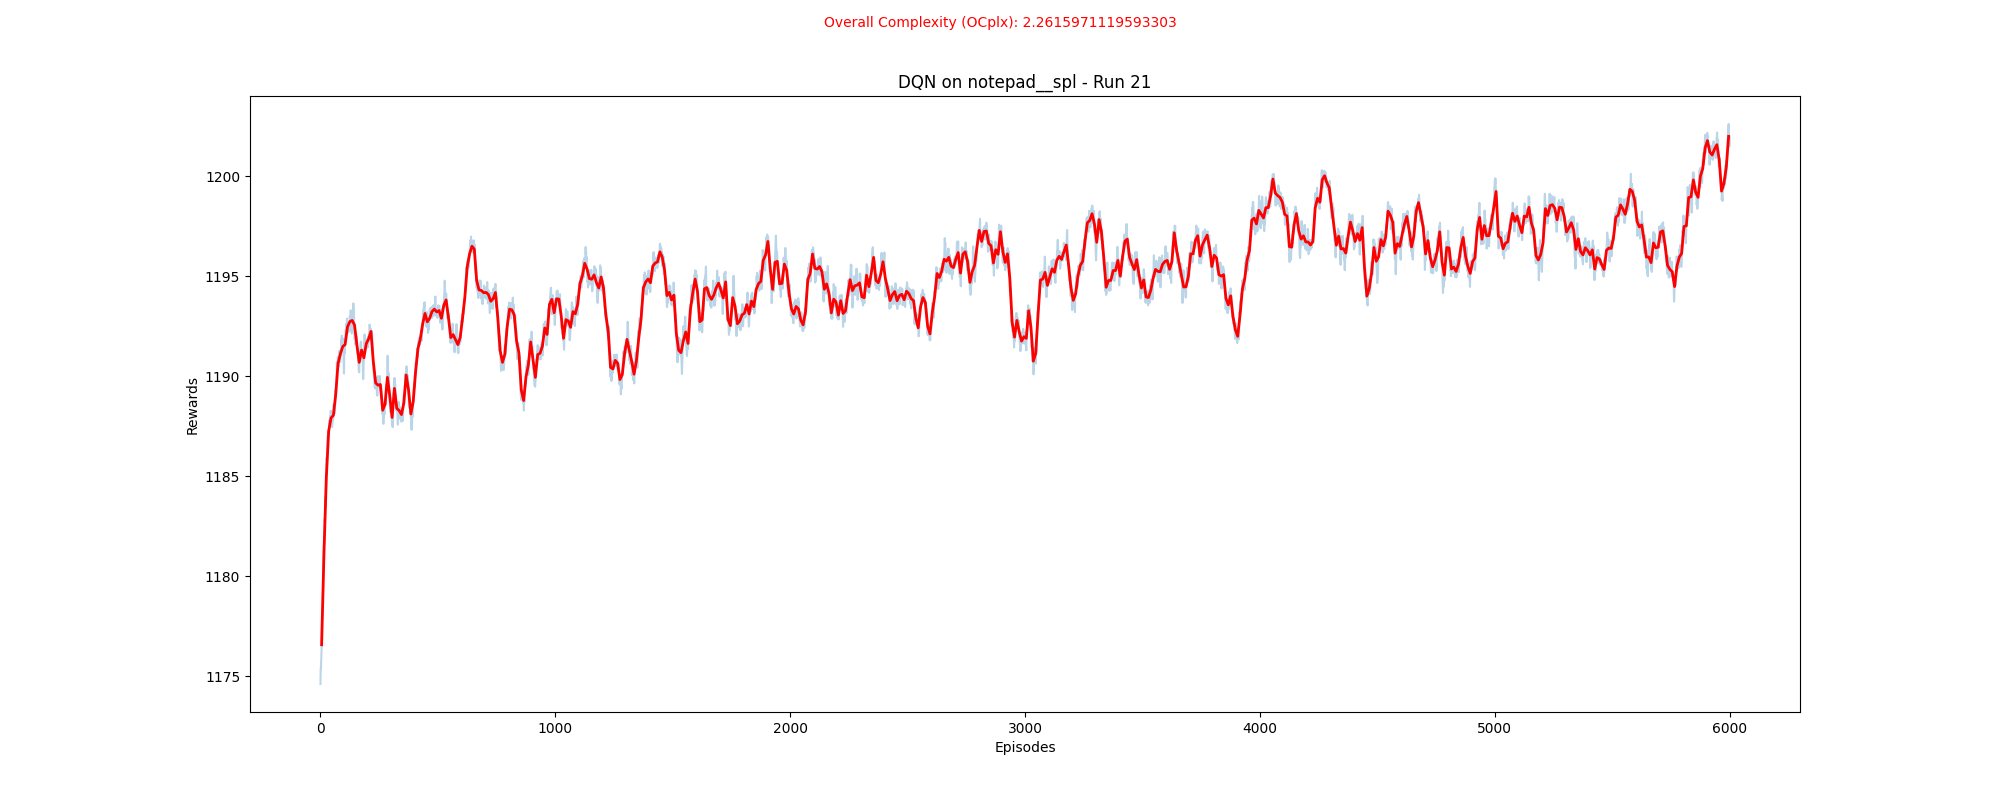 Overall Complexity (OCplx): 2.2615971119593303
DQN on notepad__spl - Run 21
1200
1195
1190
1185
1180
1175
Rewards
0 1000 2000 3000 4000 5000 6000
Episodes